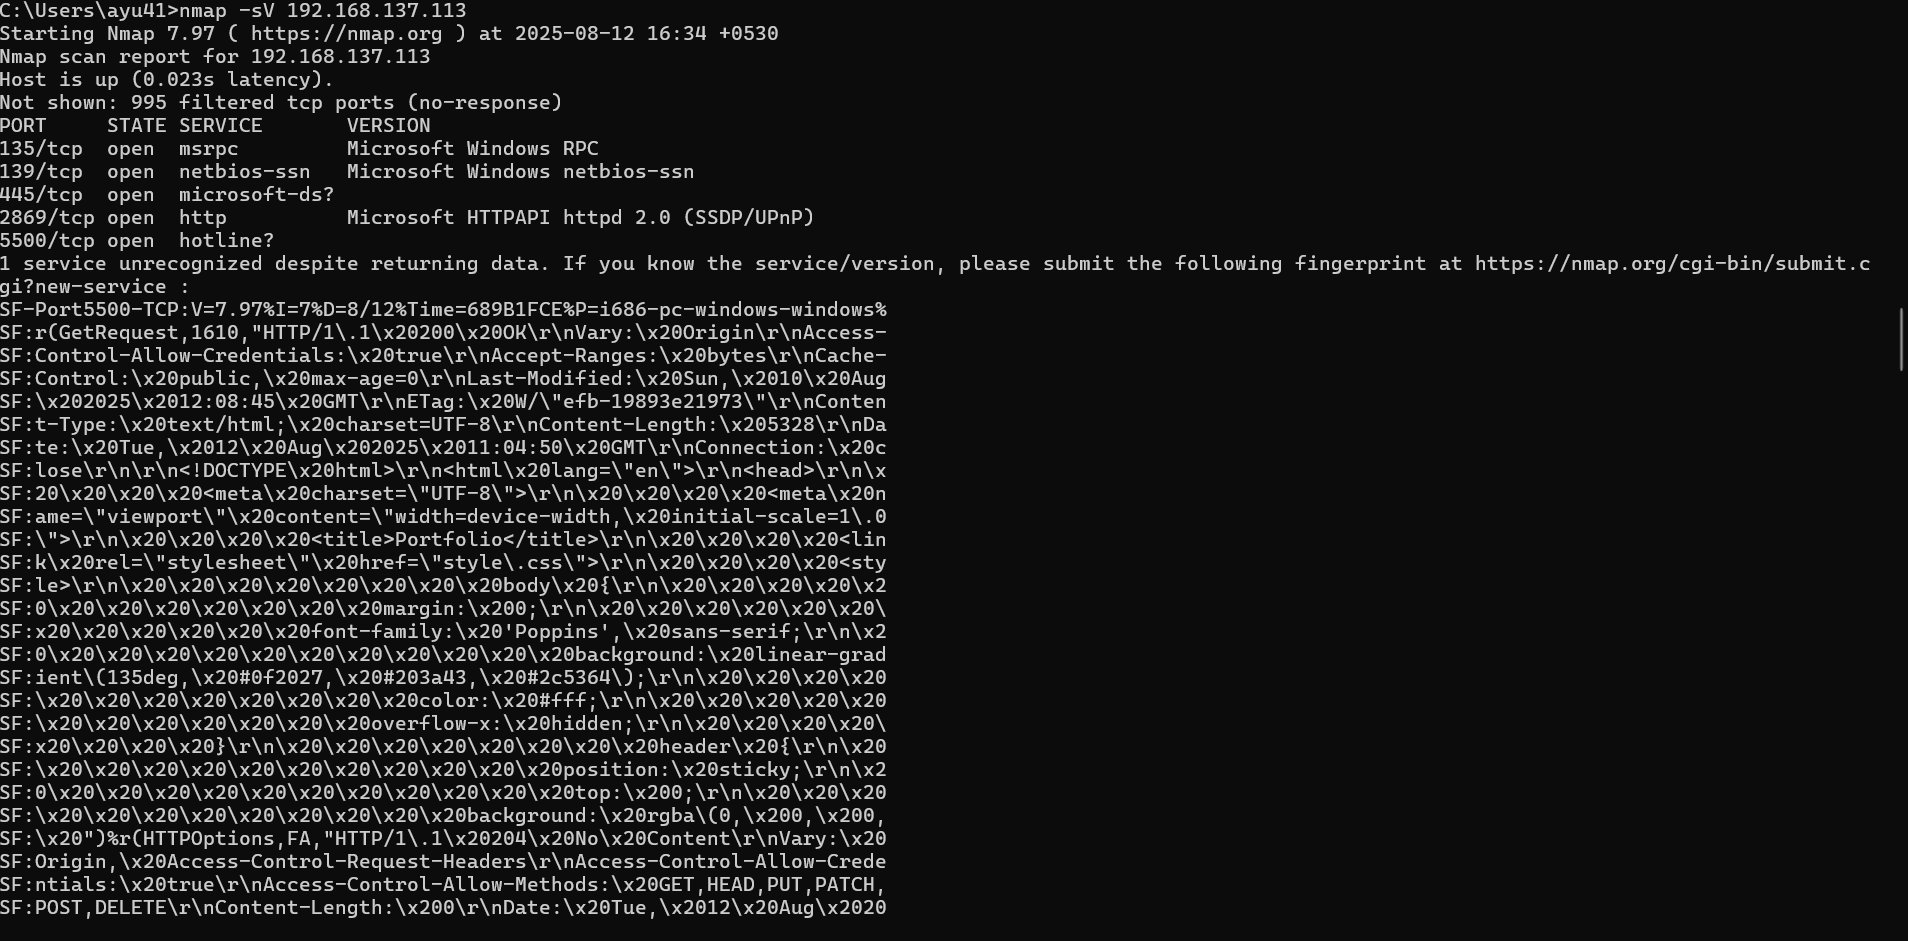 C:\Users\ayu41>nmap -sV 192.168.137.113
Starting Nmap 7.97 ( https://nmap.org ) at 2025-08-12 16:34 +0530
Nmap scan report for 192.168.137.113
Host is up (0.023s latency).
Not shown: 995 filtered tcp ports (no-response)
PORT     STATE SERVICE       VERSION
135/tcp  open  msrpc         Microsoft Windows RPC
139/tcp  open  netbios-ssn   Microsoft Windows netbios-ssn
445/tcp  open  microsoft-ds?
2869/tcp open  http          Microsoft HTTPAPI httpd 2.0 (SSDP/UPnP)
5500/tcp open  hotline?
1 service unrecognized despite returning data. If you know the service/version, please submit the following fingerprint at https://nmap.org/cgi-bin/submit.c
gi?new-service :
SF-Port5500-TCP:V=7.97%I=7%D=8/12%Time=689B1FCE%P=i686-pc-windows-windows%
SF:r(GetRequest,1610,"HTTP/1\.1\x20200\x20OK\r\nVary:\x20Origin\r\nAccess-
SF:Control-Allow-Credentials:\x20true\r\nAccept-Ranges:\x20bytes\r\nCache-
SF:Control:\x20public,\x20max-age=0\r\nLast-Modified:\x20Sun,\x2010\x20Aug
SF:\x202025\x2012:08:45\x20GMT\r\nETag:\x20W/\"efb-19893e21973\"\r\nConten
SF:t-Type:\x20text/html;\x20charset=UTF-8\r\nContent-Length:\x205328\r\nDa
SF:te:\x20Tue,\x2012\x20Aug\x202025\x2011:04:50\x20GMT\r\nConnection:\x20c
SF:lose\r\n\r\n<!DOCTYPE\x20html>\r\n<html\x20lang=\"en\">\r\n<head>\r\n\x
SF:20\x20\x20\x20<meta\x20charset=\"UTF-8\">\r\n\x20\x20\x20\x20<meta\x20n
SF:ame=\"viewport\"\x20content=\"width=device-width,\x20initial-scale=1\.0
SF:\">\r\n\x20\x20\x20\x20<title>Portfolio</title>\r\n\x20\x20\x20\x20<lin
SF:k\x20rel=\"stylesheet\"\x20href=\"style\.css\">\r\n\x20\x20\x20\x20<sty
SF:le>\r\n\x20\x20\x20\x20\x20\x20\x20\x20body\x20{\r\n\x20\x20\x20\x20\x2
SF:0\x20\x20\x20\x20\x20\x20\x20margin:\x200;\r\n\x20\x20\x20\x20\x20\x20\
SF:x20\x20\x20\x20\x20\x20font-family:\x20'Poppins',\x20sans-serif;\r\n\x2
SF:0\x20\x20\x20\x20\x20\x20\x20\x20\x20\x20\x20background:\x20linear-grad
SF:ient\(135deg,\x20#0f2027,\x20#203a43,\x20#2c5364\);\r\n\x20\x20\x20\x20
SF:\x20\x20\x20\x20\x20\x20\x20\x20color:\x20#fff;\r\n\x20\x20\x20\x20\x20
SF:\x20\x20\x20\x20\x20\x20\x20overflow-x:\x20hidden;\r\n\x20\x20\x20\x20\
SF:x20\x20\x20\x20}\r\n\x20\x20\x20\x20\x20\x20\x20\x20header\x20{\r\n\x20
SF:\x20\x20\x20\x20\x20\x20\x20\x20\x20\x20\x20position:\x20sticky;\r\n\x2
SF:0\x20\x20\x20\x20\x20\x20\x20\x20\x20\x20\x20top:\x200;\r\n\x20\x20\x20
SF:\x20\x20\x20\x20\x20\x20\x20\x20\x20background:\x20rgba\(0,\x200,\x200,
SF:\x20")%r(HTTPOptions,FA,"HTTP/1\.1\x20204\x20No\x20Content\r\nVary:\x20
SF:Origin,\x20Access-Control-Request-Headers\r\nAccess-Control-Allow-Crede
SF:ntials:\x20true\r\nAccess-Control-Allow-Methods:\x20GET,HEAD,PUT,PATCH,
SF:POST,DELETE\r\nContent-Length:\x200\r\nDate:\x20Tue,\x2012\x20Aug\x2020